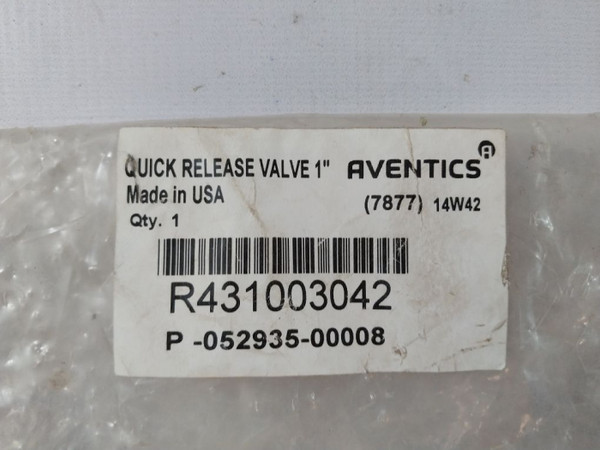 QUICK RELEASE VALVE 1" AVENTICS
Made in USA (7877) 14W42
Qty. 1
R431003042
P -052935-00008